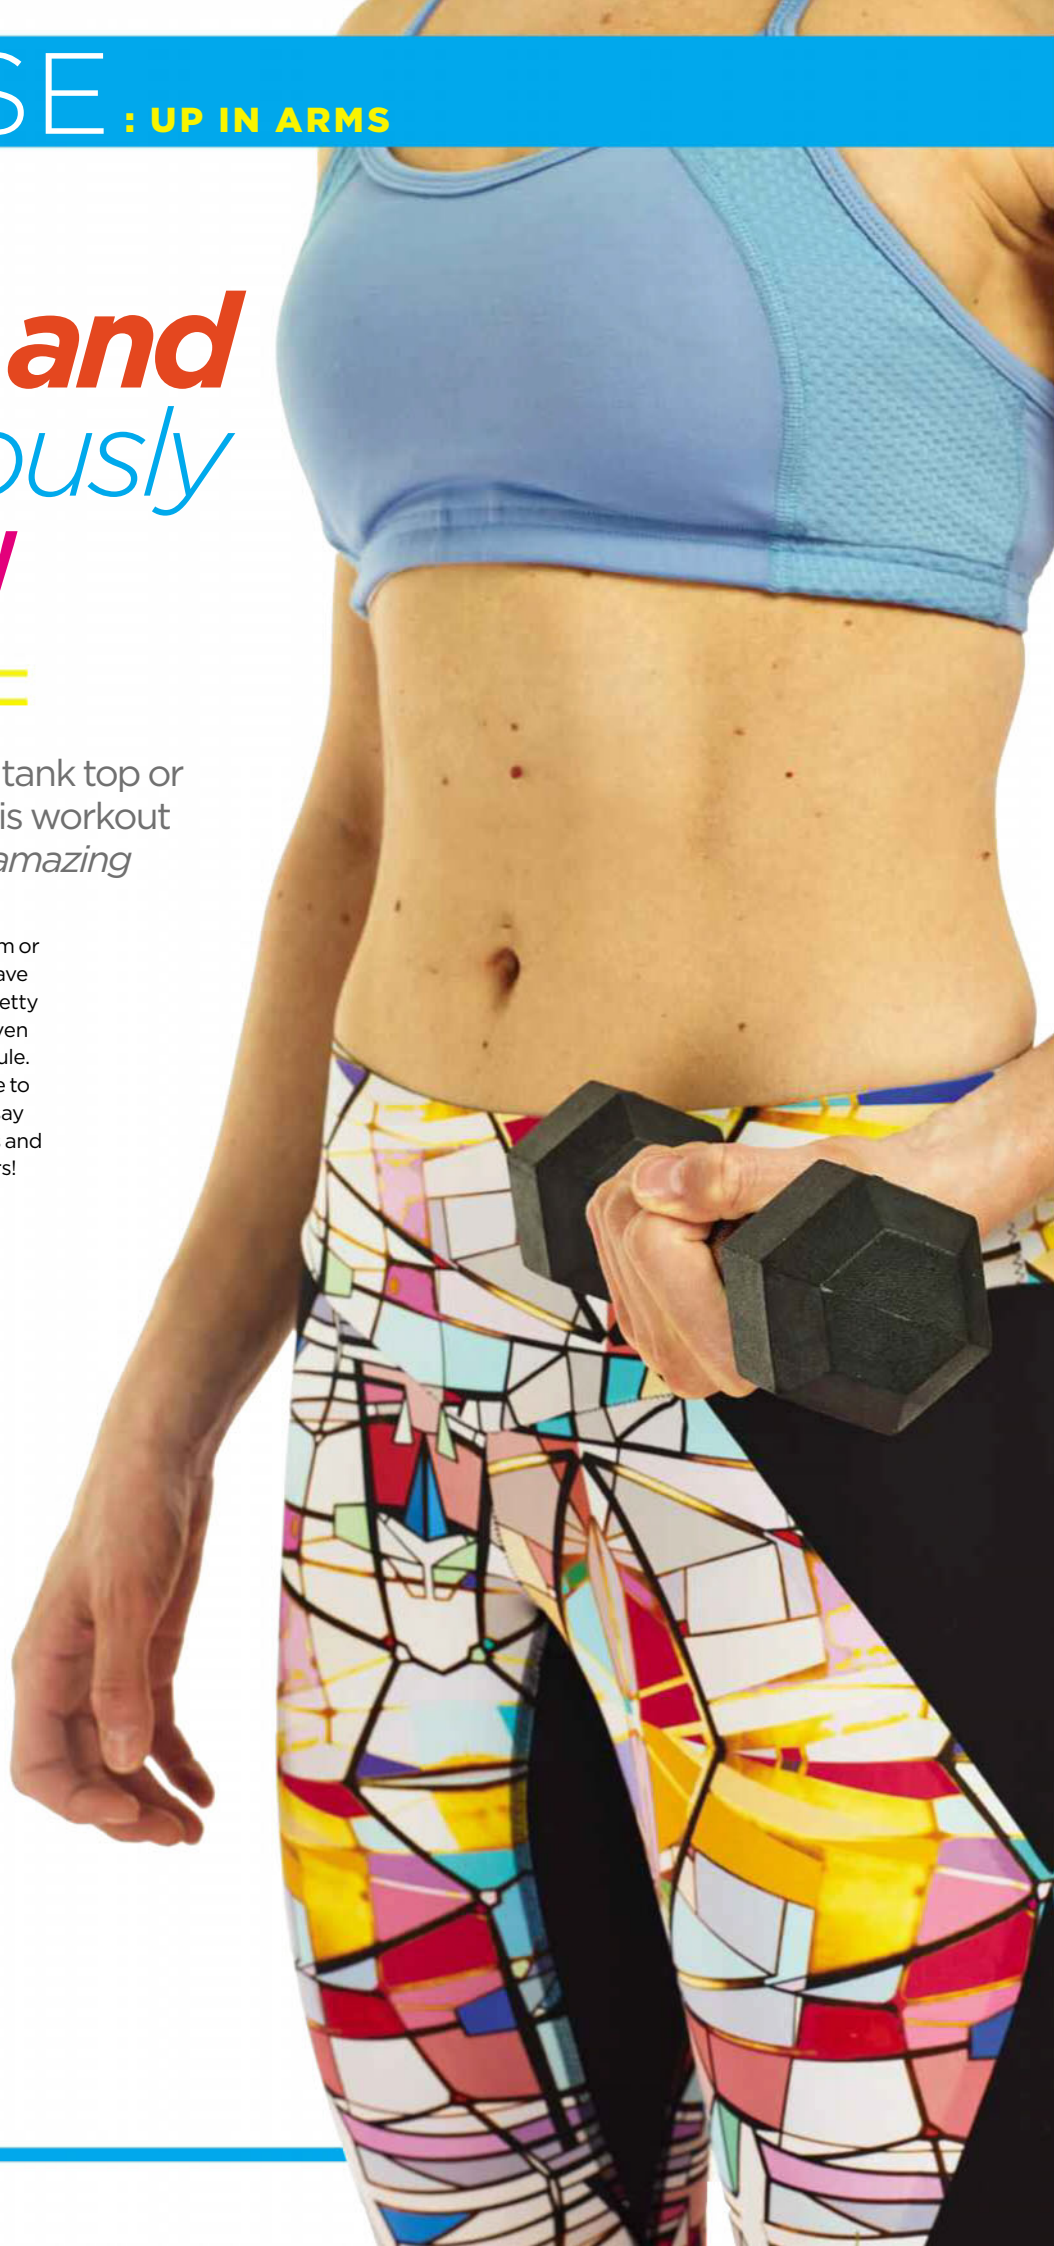 SE : UP IN ARMS
and
ously
tank top or
is workout
amazing
m or
ave
etty
ven
ule.
e to
ay
and
rs!